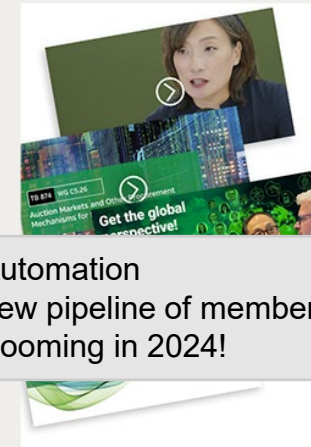 TB 874 WG C5.26
Auction Markets and Other Procurement
Mechanisms for
Get the global
perspective!
utomation
ew pipeline of member
ooming in 2024!